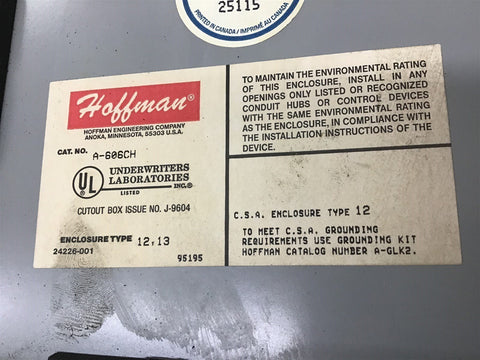 25115
PRINTED IN CANADA / IMPRIMÉ AU CANADA
Hoffman®
HOFFMAN ENGINEERING COMPANY
ANOKA, MINNESOTA, 55303 U.S.A.
CAT. NO. A-606CH
UL
UNDERWRITERS
LABORATORIES
INC.®
LISTED
CUTOUT BOX ISSUE NO. J-9604
ENCLOSURE TYPE 12,13
24226-001
95195
TO MAINTAIN THE ENVIRONMENTAL RATING
OF THIS ENCLOSURE, INSTALL IN ANY
OPENINGS ONLY LISTED OR RECOGNIZED
CONDUIT HUBS OR CONTROL DEVICES
WITH THE SAME ENVIRONMENTAL RATING
AS THE ENCLOSURE, IN COMPLIANCE WITH
THE INSTALLATION INSTRUCTIONS OF THE
DEVICE.
C.S.A. ENCLOSURE TYPE 12
TO MEET C.S.A. GROUNDING
REQUIREMENTS USE GROUNDING KIT
HOFFMAN CATALOG NUMBER A-GLK2.